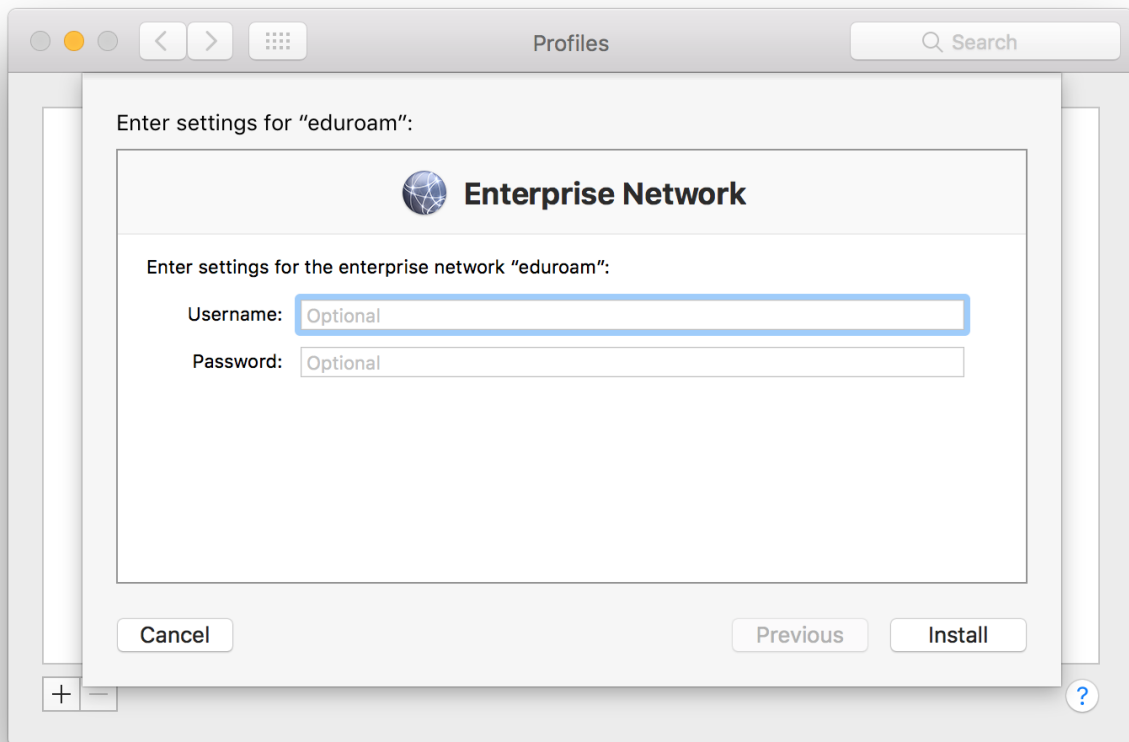 Profiles
Search
Enter settings for “eduroam”:
Enterprise Network
Enter settings for the enterprise network “eduroam”:
Username: Optional
Password: Optional
Cancel Previous Install
+ − ?